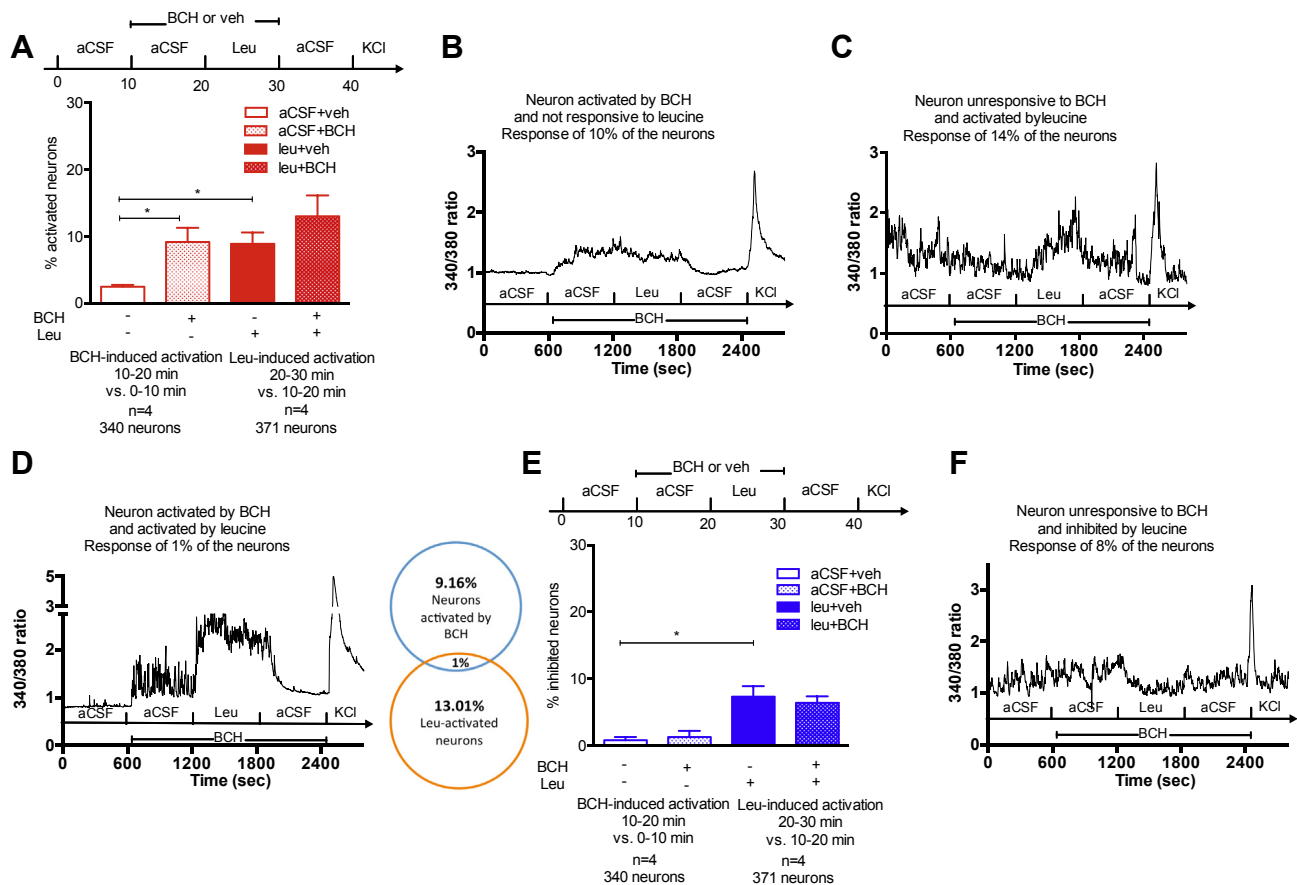 A
BCH or veh
aCSF aCSF Leu aCSF KCl
0 10 20 30 40
30
20
10
0
% activated neurons
aCSF+veh
aCSF+BCH
leu+veh
leu+BCH
*
*
BCH - + - +
Leu - - + +
BCH-induced activation
10-20 min
vs. 0-10 min
n=4
340 neurons
Leu-induced activation
20-30 min
vs. 10-20 min
n=4
371 neurons
B
Neuron activated by BCH
and not responsive to leucine
Response of 10% of the neurons
3
2
1
0
340/380 ratio
aCSF aCSF Leu aCSF KCl
BCH
0 600 1200 1800 2400
Time (sec)
C
Neuron unresponsive to BCH
and activated byleucine
Response of 14% of the neurons
3
2
1
0
340/380 ratio
aCSF aCSF Leu aCSF KCl
BCH
0 600 1200 1800 2400
Time (sec)
D
Neuron activated by BCH
and activated by leucine
Response of 1% of the neurons
5
3
2
1
0
340/380 ratio
aCSF aCSF Leu aCSF KCl
BCH
0 600 1200 1800 2400
Time (sec)
9.16%
Neurons
activated by
BCH
1%
13.01%
Leu-activated
neurons
E
BCH or veh
aCSF aCSF Leu aCSF KCl
0 10 20 30 40
30
20
10
0
% inhibited neurons
aCSF+veh
aCSF+BCH
leu+veh
leu+BCH
*
BCH - + - +
Leu - - + +
BCH-induced activation
10-20 min
vs. 0-10 min
n=4
340 neurons
Leu-induced activation
20-30 min
vs. 10-20 min
n=4
371 neurons
F
Neuron unresponsive to BCH
and inhibited by leucine
Response of 8% of the neurons
3
2
1
0
340/380 ratio
aCSF aCSF Leu aCSF KCl
BCH
0 600 1200 1800 2400
Time (sec)